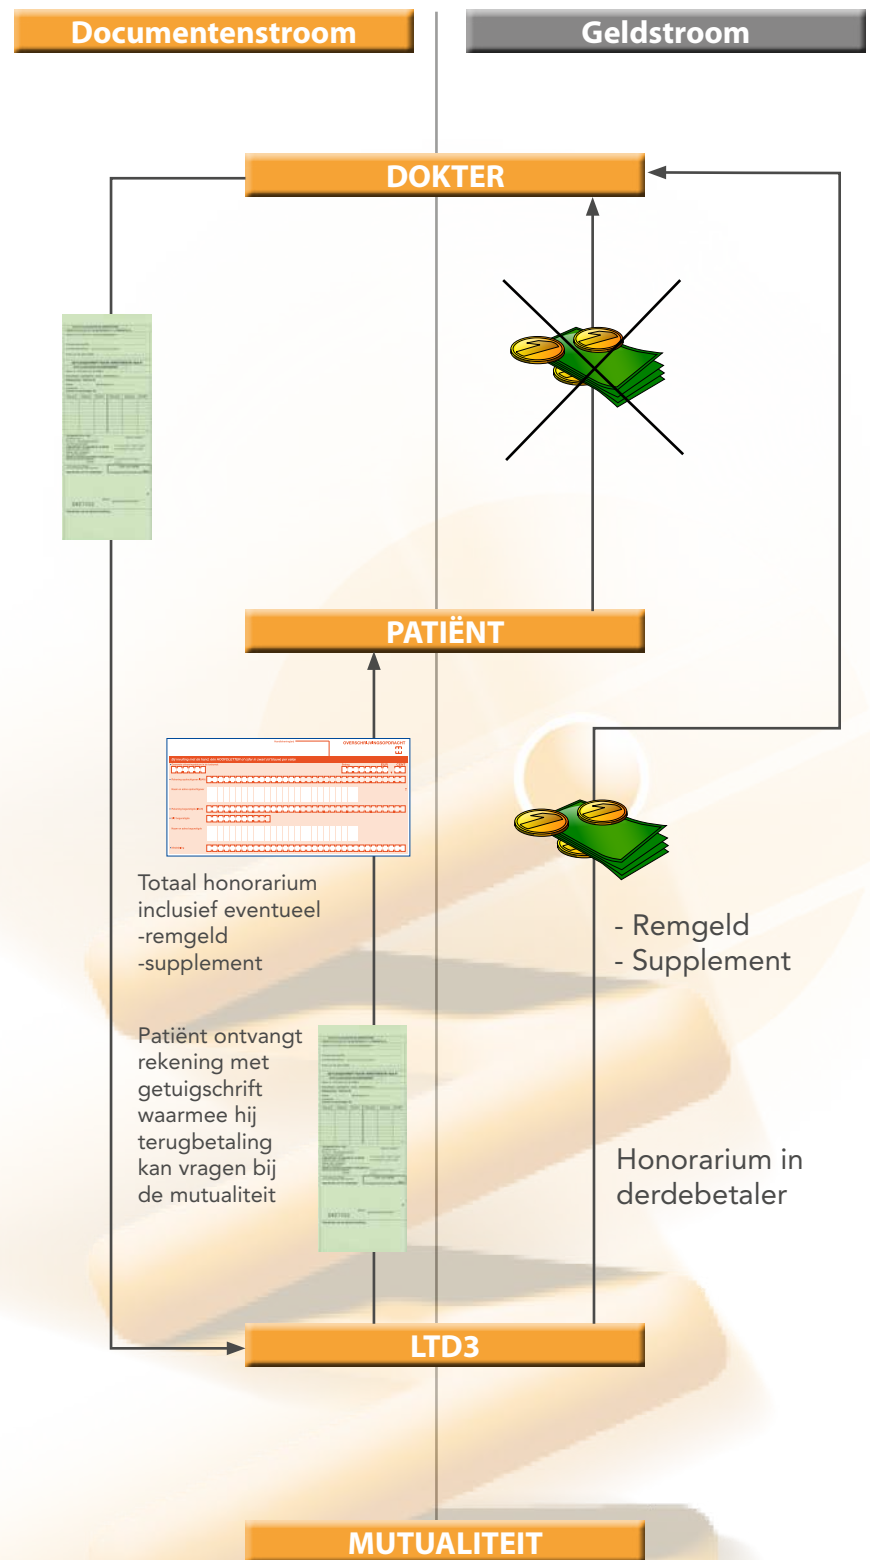 Documentenstroom
Geldstroom
DOKTER
PATIËNT
OVERSCHRIJVINGSOPDRACHT
Totaal honorarium
inclusief eventueel
-remgeld
-supplement
- Remgeld
- Supplement
Patiënt ontvangt
rekening met
getuigschrift
waarmee hij
terugbetaling
kan vragen bij
de mutualiteit
Honorarium in
derdebetaler
LTD3
MUTUALITEIT